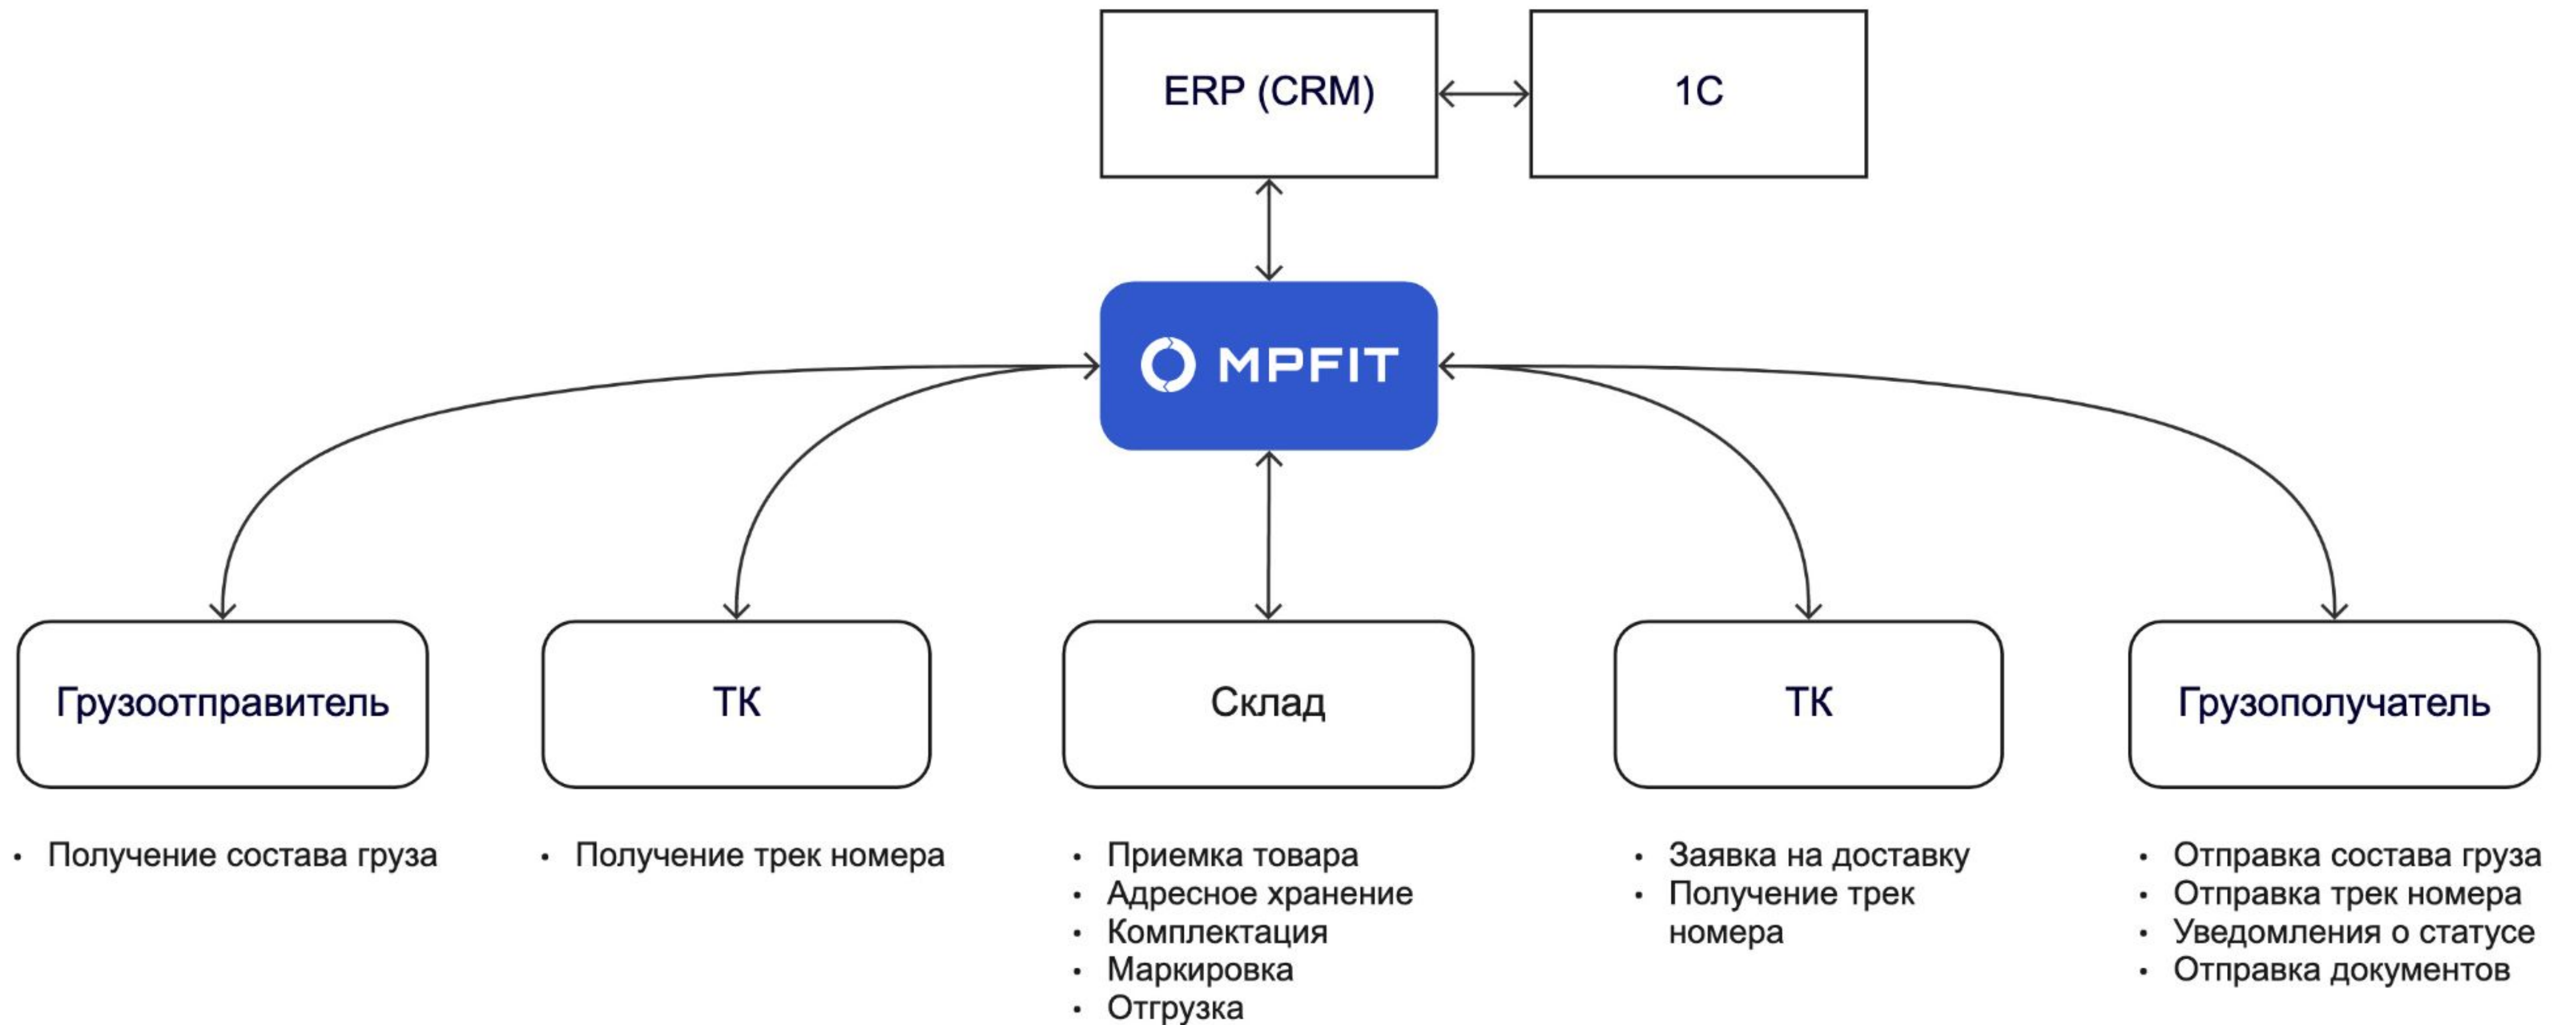 ERP (CRM)
1C
MPFIT
Грузоотправитель
ТК
Склад
ТК
Грузополучатель
• Получение состава груза
• Получение трек номера
• Приемка товара
• Адресное хранение
• Комплектация
• Маркировка
• Отгрузка
• Заявка на доставку
• Получение трек
номера
• Отправка состава груза
• Отправка трек номера
• Уведомления о статусе
• Отправка документов